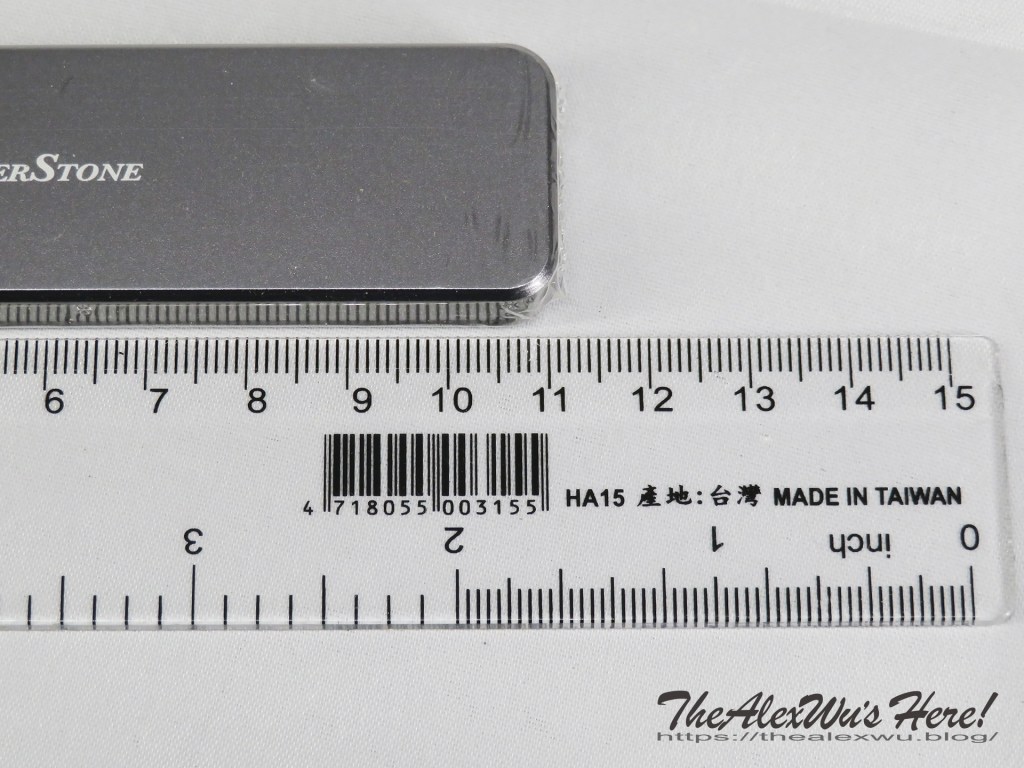 ERSTONE
6 7 8 9 10 11 12 13 14 15
4 718055 003155
HA15 產地:台灣 MADE IN TAIWAN
3 2 1 inch 0
TheAlexWu's Here!
https://thealexwu.blog/